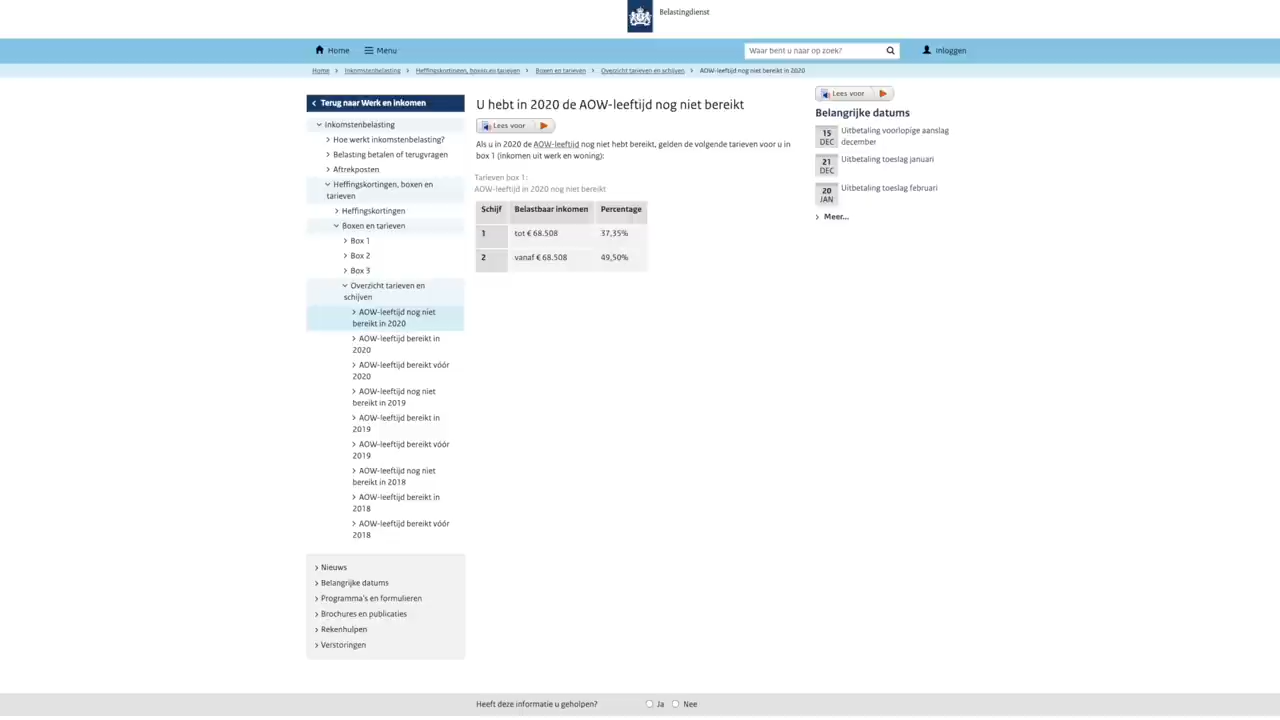 Belastingdienst
Home
Menu
Waar bent u naar op zoek?
Inloggen
Home > Inkomstenbelasting > Heffingskortingen, boxen en tarieven > Boxen en tarieven > Overzicht tarieven en schijven > AOW-leeftijd nog niet bereikt in 2020
Terug naar Werk en inkomen
Inkomstenbelasting
Hoe werkt inkomstenbelasting?
Belasting betalen of terugvragen
Aftrekposten
Heffingskortingen, boxen en
tarieven
Heffingskortingen
Boxen en tarieven
Box 1
Box 2
Box 3
Overzicht tarieven en
schijven
AOW-leeftijd nog niet
bereikt in 2020
AOW-leeftijd bereikt in
2020
AOW-leeftijd bereikt vóór
2020
AOW-leeftijd nog niet
bereikt in 2019
AOW-leeftijd bereikt in
2019
AOW-leeftijd bereikt vóór
2019
AOW-leeftijd nog niet
bereikt in 2018
AOW-leeftijd bereikt in
2018
AOW-leeftijd bereikt vóór
2018
Nieuws
Belangrijke datums
Programma's en formulieren
Brochures en publicaties
Rekenhulpen
Verstoringen
U hebt in 2020 de AOW-leeftijd nog niet bereikt
Lees voor
Als u in 2020 de AOW-leeftijd nog niet hebt bereikt, gelden de volgende tarieven voor u in
box 1 (inkomen uit werk en woning):
Tarieven box 1:
AOW-leeftijd in 2020 nog niet bereikt
Schijf Belastbaar inkomen Percentage
1 tot € 68.508 37,35%
2 vanaf € 68.508 49,50%
Lees voor
Belangrijke datums
15 DEC Uitbetaling voorlopige aanslag
december
21 DEC Uitbetaling toeslag januari
20 JAN Uitbetaling toeslag februari
Meer...
Heeft deze informatie u geholpen? Ja Nee